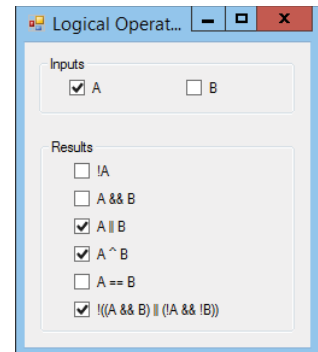 Logical Operat...
Inputs
A
B
Results
!A
A && B
A || B
A ^ B
A == B
!((A && B) || (!A && !B))